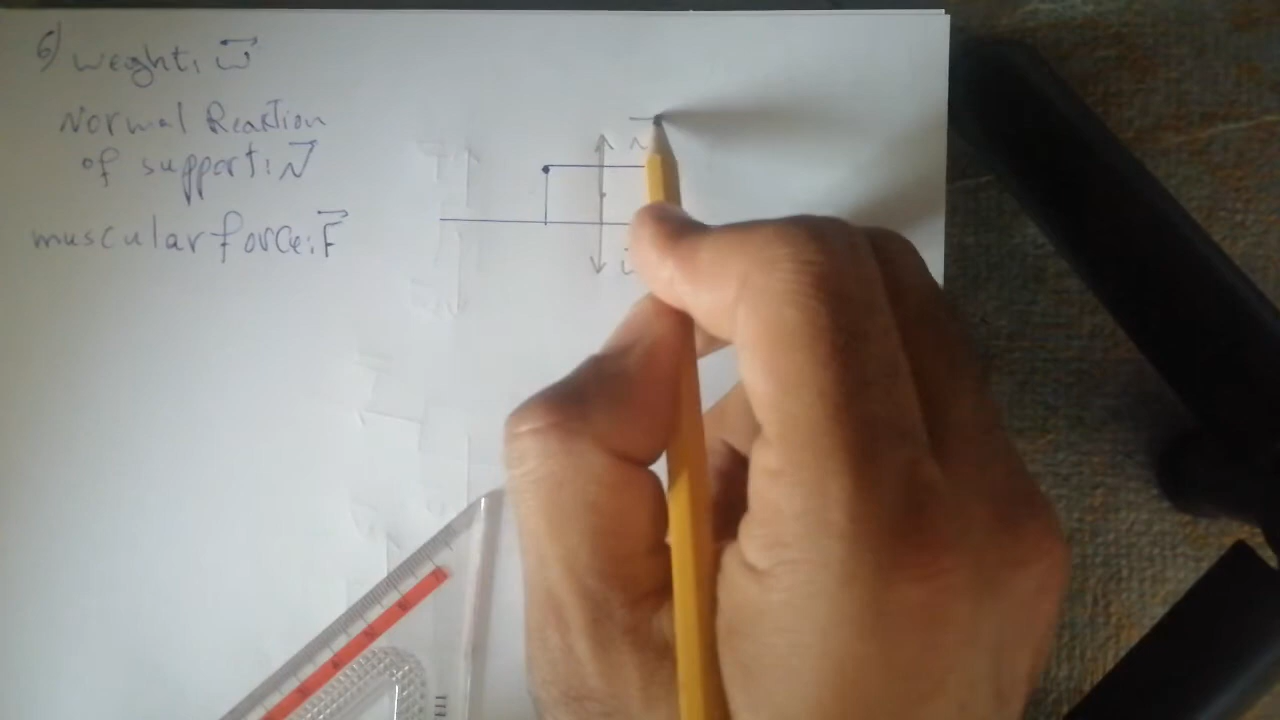 6) weight: w⃗
Normal Reaction
of support: N⃗
muscular force: F⃗
N